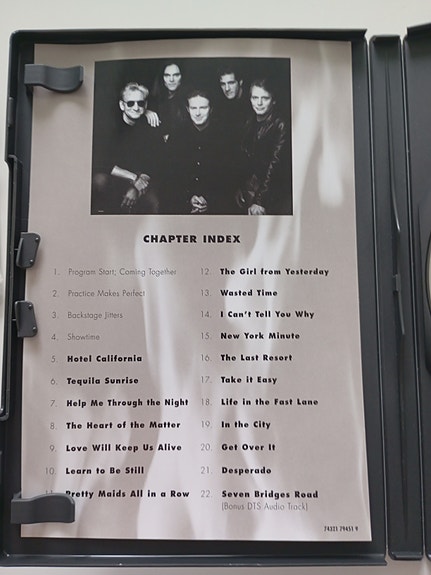 CHAPTER INDEX
1. Program Start; Coming Together
2. Practice Makes Perfect
3. Backstage Jitters
4. Showtime
5. Hotel California
6. Tequila Sunrise
7. Help Me Through the Night
8. The Heart of the Matter
9. Love Will Keep Us Alive
10. Learn to Be Still
11. Pretty Maids All in a Row
12. The Girl from Yesterday
13. Wasted Time
14. I Can't Tell You Why
15. New York Minute
16. The Last Resort
17. Take it Easy
18. Life in the Fast Lane
19. In the City
20. Get Over It
21. Desperado
22. Seven Bridges Road
(Bonus DTS Audio Track)
74321 79451 9